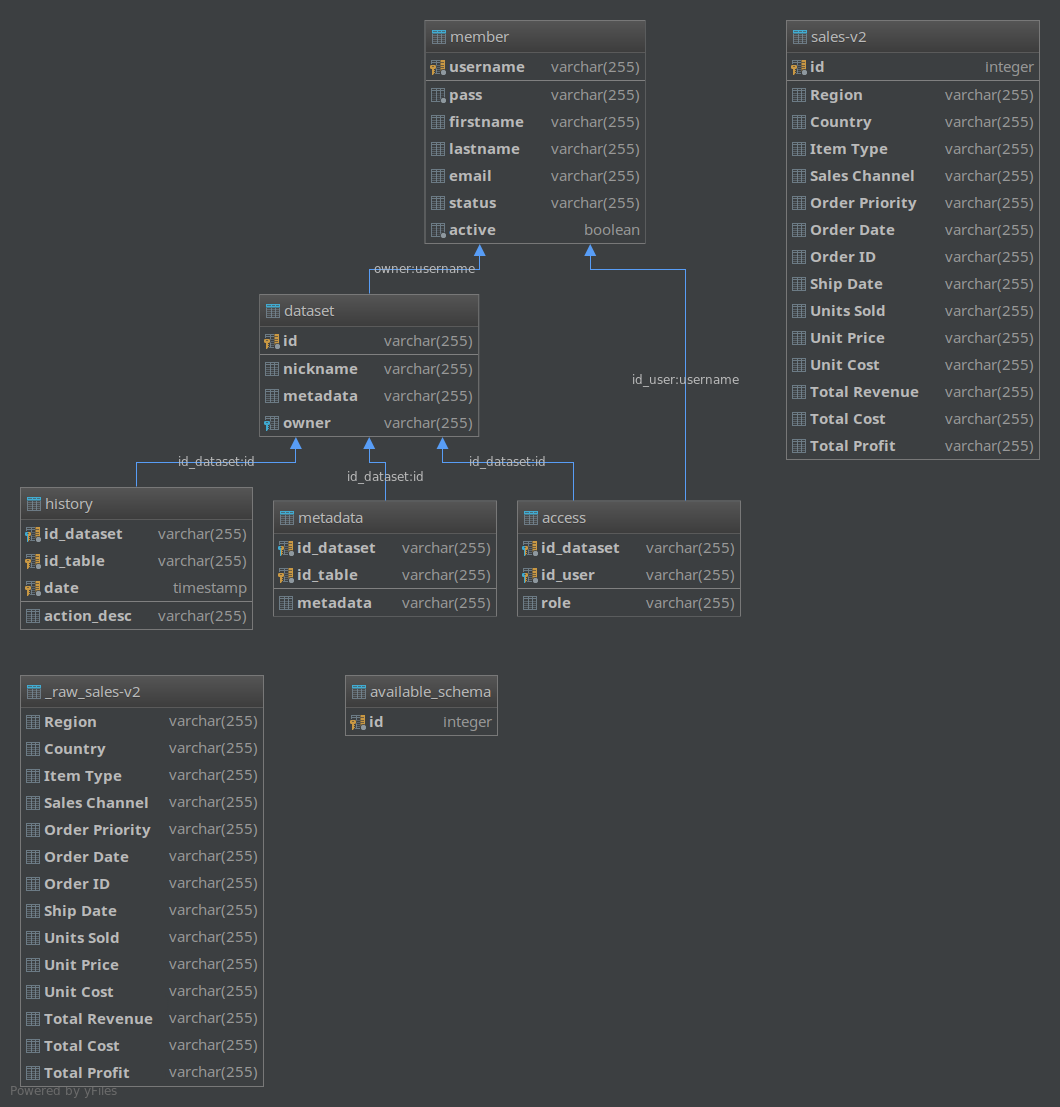 member
username varchar(255)
pass varchar(255)
firstname varchar(255)
lastname varchar(255)
email varchar(255)
status varchar(255)
active boolean
sales-v2
id integer
Region varchar(255)
Country varchar(255)
Item Type varchar(255)
Sales Channel varchar(255)
Order Priority varchar(255)
Order Date varchar(255)
Order ID varchar(255)
Ship Date varchar(255)
Units Sold varchar(255)
Unit Price varchar(255)
Unit Cost varchar(255)
Total Revenue varchar(255)
Total Cost varchar(255)
Total Profit varchar(255)
owner:username
dataset
id varchar(255)
nickname varchar(255)
metadata varchar(255)
owner varchar(255)
id_user:username
id_dataset:id
id_dataset:id
id_dataset:id
history
id_dataset varchar(255)
id_table varchar(255)
date timestamp
action_desc varchar(255)
metadata
id_dataset varchar(255)
id_table varchar(255)
metadata varchar(255)
access
id_dataset varchar(255)
id_user varchar(255)
role varchar(255)
_raw_sales-v2
Region varchar(255)
Country varchar(255)
Item Type varchar(255)
Sales Channel varchar(255)
Order Priority varchar(255)
Order Date varchar(255)
Order ID varchar(255)
Ship Date varchar(255)
Units Sold varchar(255)
Unit Price varchar(255)
Unit Cost varchar(255)
Total Revenue varchar(255)
Total Cost varchar(255)
Total Profit varchar(255)
available_schema
id integer
Powered by yFiles